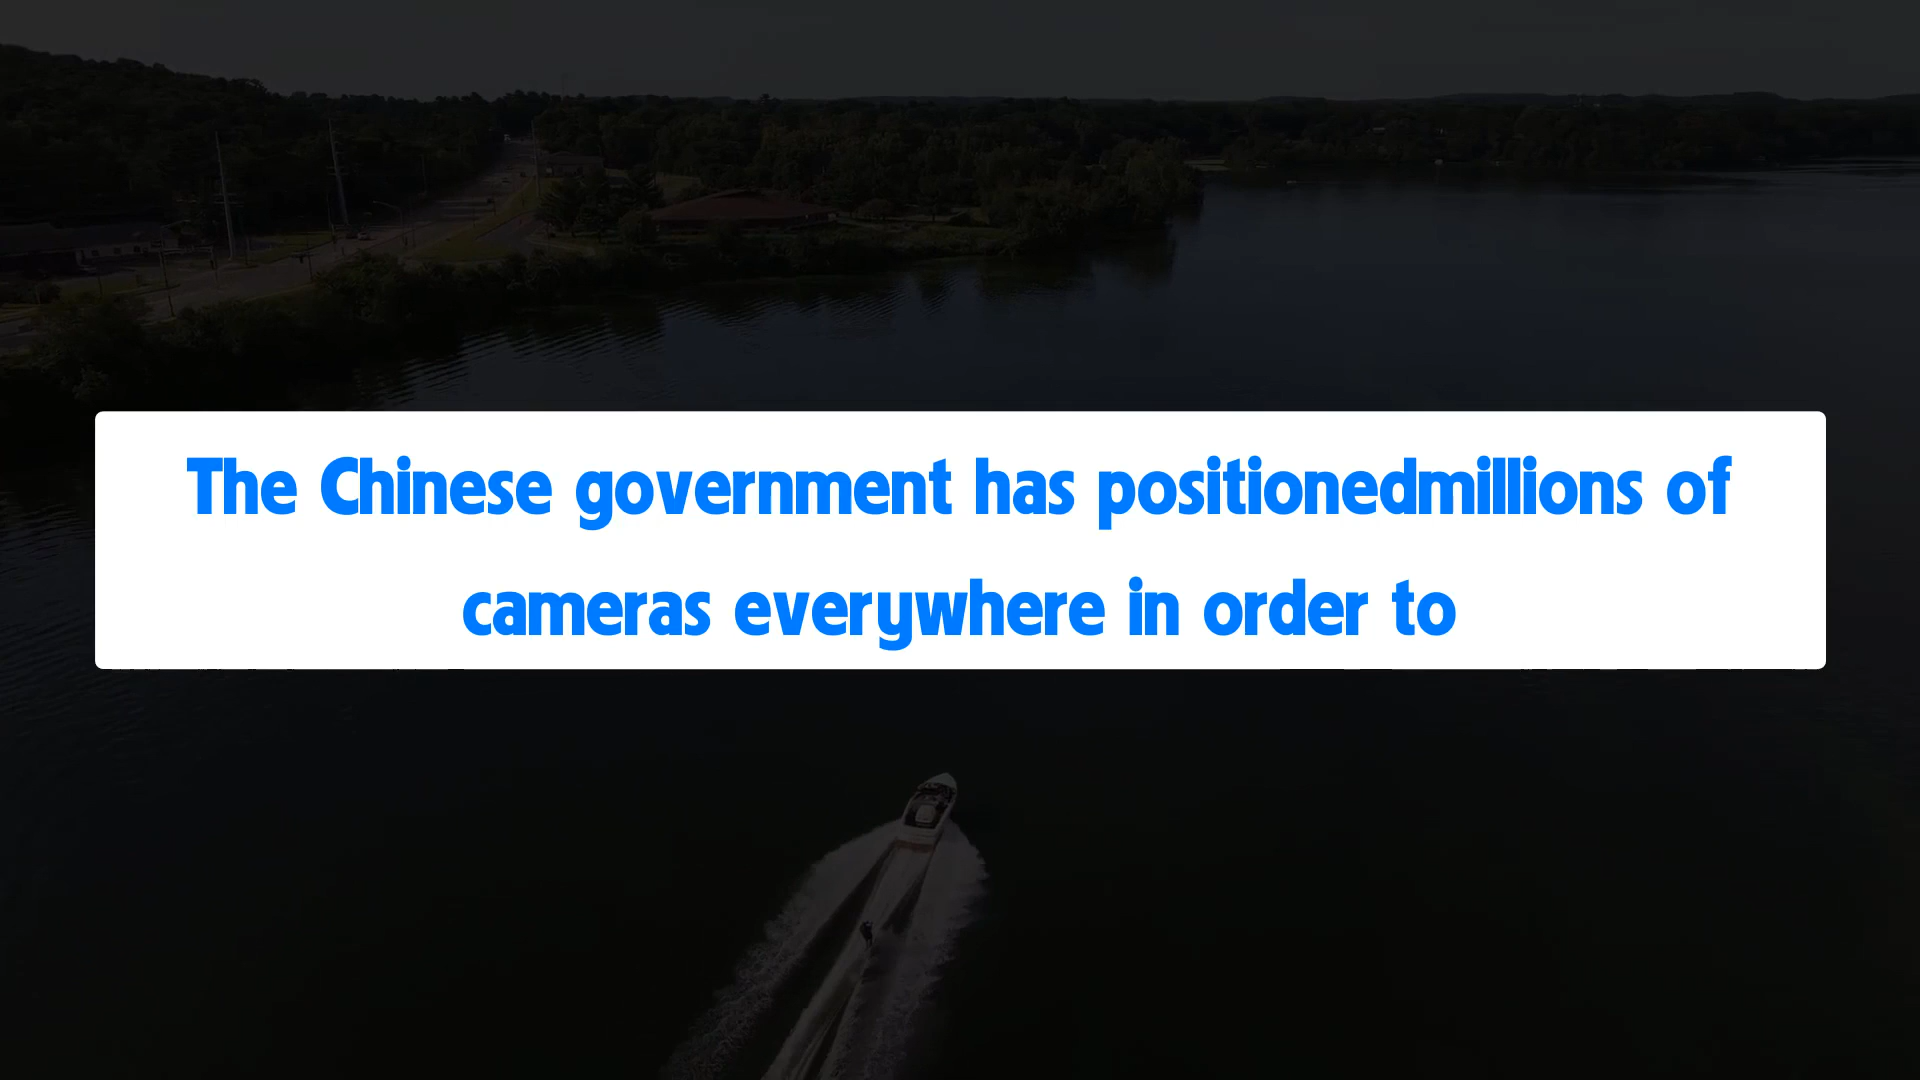 The Chinese government has positionedmillions of
cameras everywhere in order to